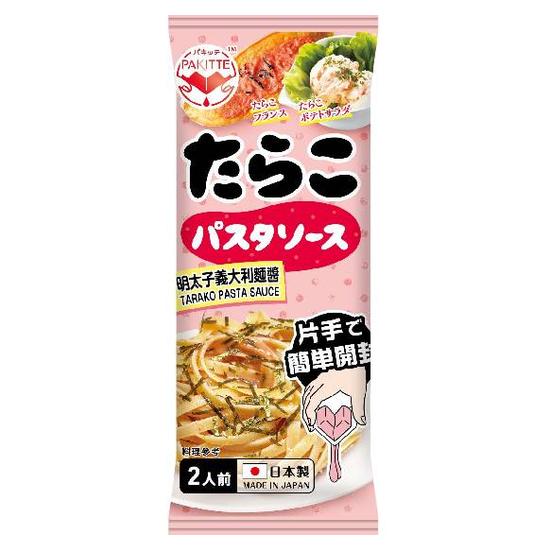 パキッテ
PAKITTE
TM
たらこ
フランス
たらこ
ポテトサラダ
たらこ
パスタソース
明太子義大利麵醬
TARAKO PASTA SAUCE
片手で
簡単開封
料理參考
2人前
日本製
MADE IN JAPAN